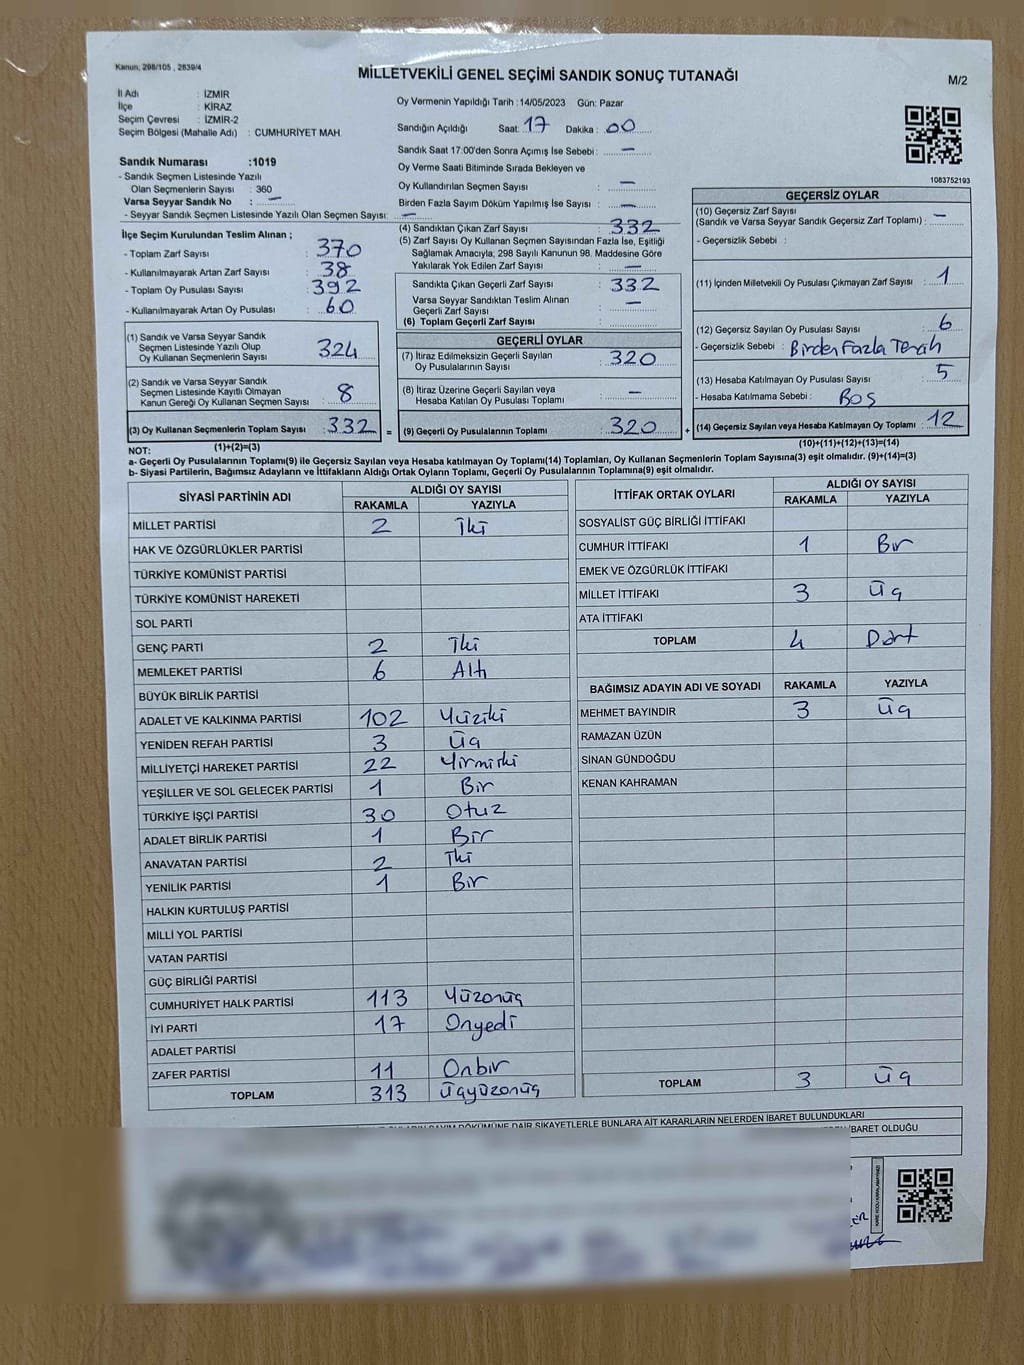 Kanun, 298/105 , 2839/4
MİLLETVEKİLİ GENEL SEÇİMİ SANDIK SONUÇ TUTANAĞI
M/2
İl Adı : İZMİR
İlçe : KİRAZ
Seçim Çevresi : İZMİR-2
Seçim Bölgesi (Mahalle Adı) : CUMHURİYET MAH.
Oy Vermenin Yapıldığı Tarih :14/05/2023 Gün: Pazar
Sandığın Açıldığı Saat: 17 Dakika : 00
Sandık Saat 17:00'den Sonra Açımış İse Sebebi : —
Oy Verme Saati Bitiminde Sırada Bekleyen ve
Oy Kullandırılan Seçmen Sayısı : —
Birden Fazla Sayım Döküm Yapılmış İse Sayısı : —
1083752193
Sandık Numarası :1019
- Sandık Seçmen Listesinde Yazılı
Olan Seçmenlerin Sayısı : 360
Varsa Seyyar Sandık No : —
- Seyyar Sandık Seçmen Listesinde Yazılı Olan Seçmen Sayısı: —
İlçe Seçim Kurulundan Teslim Alınan ;
- Toplam Zarf Sayısı : 370
- Kullanılmayarak Artan Zarf Sayısı : 38
- Toplam Oy Pusulası Sayısı : 392
- Kullanılmayarak Artan Oy Pusulası : 60
(1) Sandık ve Varsa Seyyar Sandık
Seçmen Listesinde Yazılı Olup
Oy Kullanan Seçmenlerin Sayısı : 324
(2) Sandık ve Varsa Seyyar Sandık
Seçmen Listesinde Kayıtlı Olmayan
Kanun Gereği Oy Kullanan Seçmen Sayısı : 8
(3) Oy Kullanan Seçmenlerin Toplam Sayısı : 332 =
(4) Sandıktan Çıkan Zarf Sayısı : 332
(5) Zarf Sayısı Oy Kullanan Seçmen Sayısından Fazla İse, Eşitliği
Sağlamak Amacıyla; 298 Sayılı Kanunun 98. Maddesine Göre
Yakılarak Yok Edilen Zarf Sayısı : —
Sandıkta Çıkan Geçerli Zarf Sayısı : 332
Varsa Seyyar Sandıktan Teslim Alınan
Geçerli Zarf Sayısı : —
(6) Toplam Geçerli Zarf Sayısı :
GEÇERLİ OYLAR
(7) İtiraz Edilmeksizin Geçerli Sayılan
Oy Pusulalarının Sayısı : 320
(8) İtiraz Üzerine Geçerli Sayılan veya
Hesaba Katılan Oy Pusulası Toplamı : —
(9) Geçerli Oy Pusulalarının Toplamı : 320 +
GEÇERSİZ OYLAR
(10) Geçersiz Zarf Sayısı
(Sandık ve Varsa Seyyar Sandık Geçersiz Zarf Toplamı) : —
- Geçersizlik Sebebi :
(11) İçinden Milletvekili Oy Pusulası Çıkmayan Zarf Sayısı : 1
(12) Geçersiz Sayılan Oy Pusulası Sayısı : 6
- Geçersizlik Sebebi : Birden Fazla Tercih
(13) Hesaba Katılmayan Oy Pusulası Sayısı : 5
- Hesaba Katılmama Sebebi : Boş
(14) Geçersiz Sayılan veya Hesaba Katılmayan Oy Toplamı : 12
NOT: (1)+(2)=(3) (10)+(11)+(12)+(13)=(14)
a- Geçerli Oy Pusulalarının Toplamı(9) ile Geçersiz Sayılan veya Hesaba katılmayan Oy Toplamı(14) Toplamları, Oy Kullanan Seçmenlerin Toplam Sayısına(3) eşit olmalıdır. (9)+(14)=(3)
b- Siyasi Partilerin, Bağımsız Adayların ve İttifakların Aldığı Ortak Oyların Toplamı, Geçerli Oy Pusulalarının Toplamına(9) eşit olmalıdır.
SİYASİ PARTİNİN ADI ALDIĞI OY SAYISI
RAKAMLA YAZIYLA
MİLLET PARTİSİ 2 İki
HAK VE ÖZGÜRLÜKLER PARTİSİ
TÜRKİYE KOMÜNİST PARTİSİ
TÜRKİYE KOMÜNİST HAREKETİ
SOL PARTİ
GENÇ PARTİ 2 İki
MEMLEKET PARTİSİ 6 Altı
BÜYÜK BİRLİK PARTİSİ
ADALET VE KALKINMA PARTİSİ 102 Yüziki
YENİDEN REFAH PARTİSİ 3 Üç
MİLLİYETÇİ HAREKET PARTİSİ 22 Yirmiiki
YEŞİLLER VE SOL GELECEK PARTİSİ 1 Bir
TÜRKİYE İŞÇİ PARTİSİ 30 Otuz
ADALET BİRLİK PARTİSİ 1 Bir
ANAVATAN PARTİSİ 2 İki
YENİLİK PARTİSİ 1 Bir
HALKIN KURTULUŞ PARTİSİ
MİLLİ YOL PARTİSİ
VATAN PARTİSİ
GÜÇ BİRLİĞİ PARTİSİ
CUMHURİYET HALK PARTİSİ 113 Yüzonüç
İYİ PARTİ 17 Onyedi
ADALET PARTİSİ
ZAFER PARTİSİ 11 Onbir
TOPLAM 313 Üçyüzonüç
İTTİFAK ORTAK OYLARI ALDIĞI OY SAYISI
RAKAMLA YAZIYLA
SOSYALİST GÜÇ BİRLİĞİ İTTİFAKI
CUMHUR İTTİFAKI 1 Bir
EMEK VE ÖZGÜRLÜK İTTİFAKI
MİLLET İTTİFAKI 3 Üç
ATA İTTİFAKI
TOPLAM 4 Dört
BAĞIMSIZ ADAYIN ADI VE SOYADI RAKAMLA YAZIYLA
MEHMET BAYINDIR 3 Üç
RAMAZAN ÜZÜN
SİNAN GÜNDOĞDU
KENAN KAHRAMAN
TOPLAM 3 Üç
SAYIM DÖKÜMÜNE DAİR ŞİKAYETLERLE BUNLARA AİT KARARLARIN NELERDEN İBARET BULUNDUKLARI
İBARET OLDUĞU